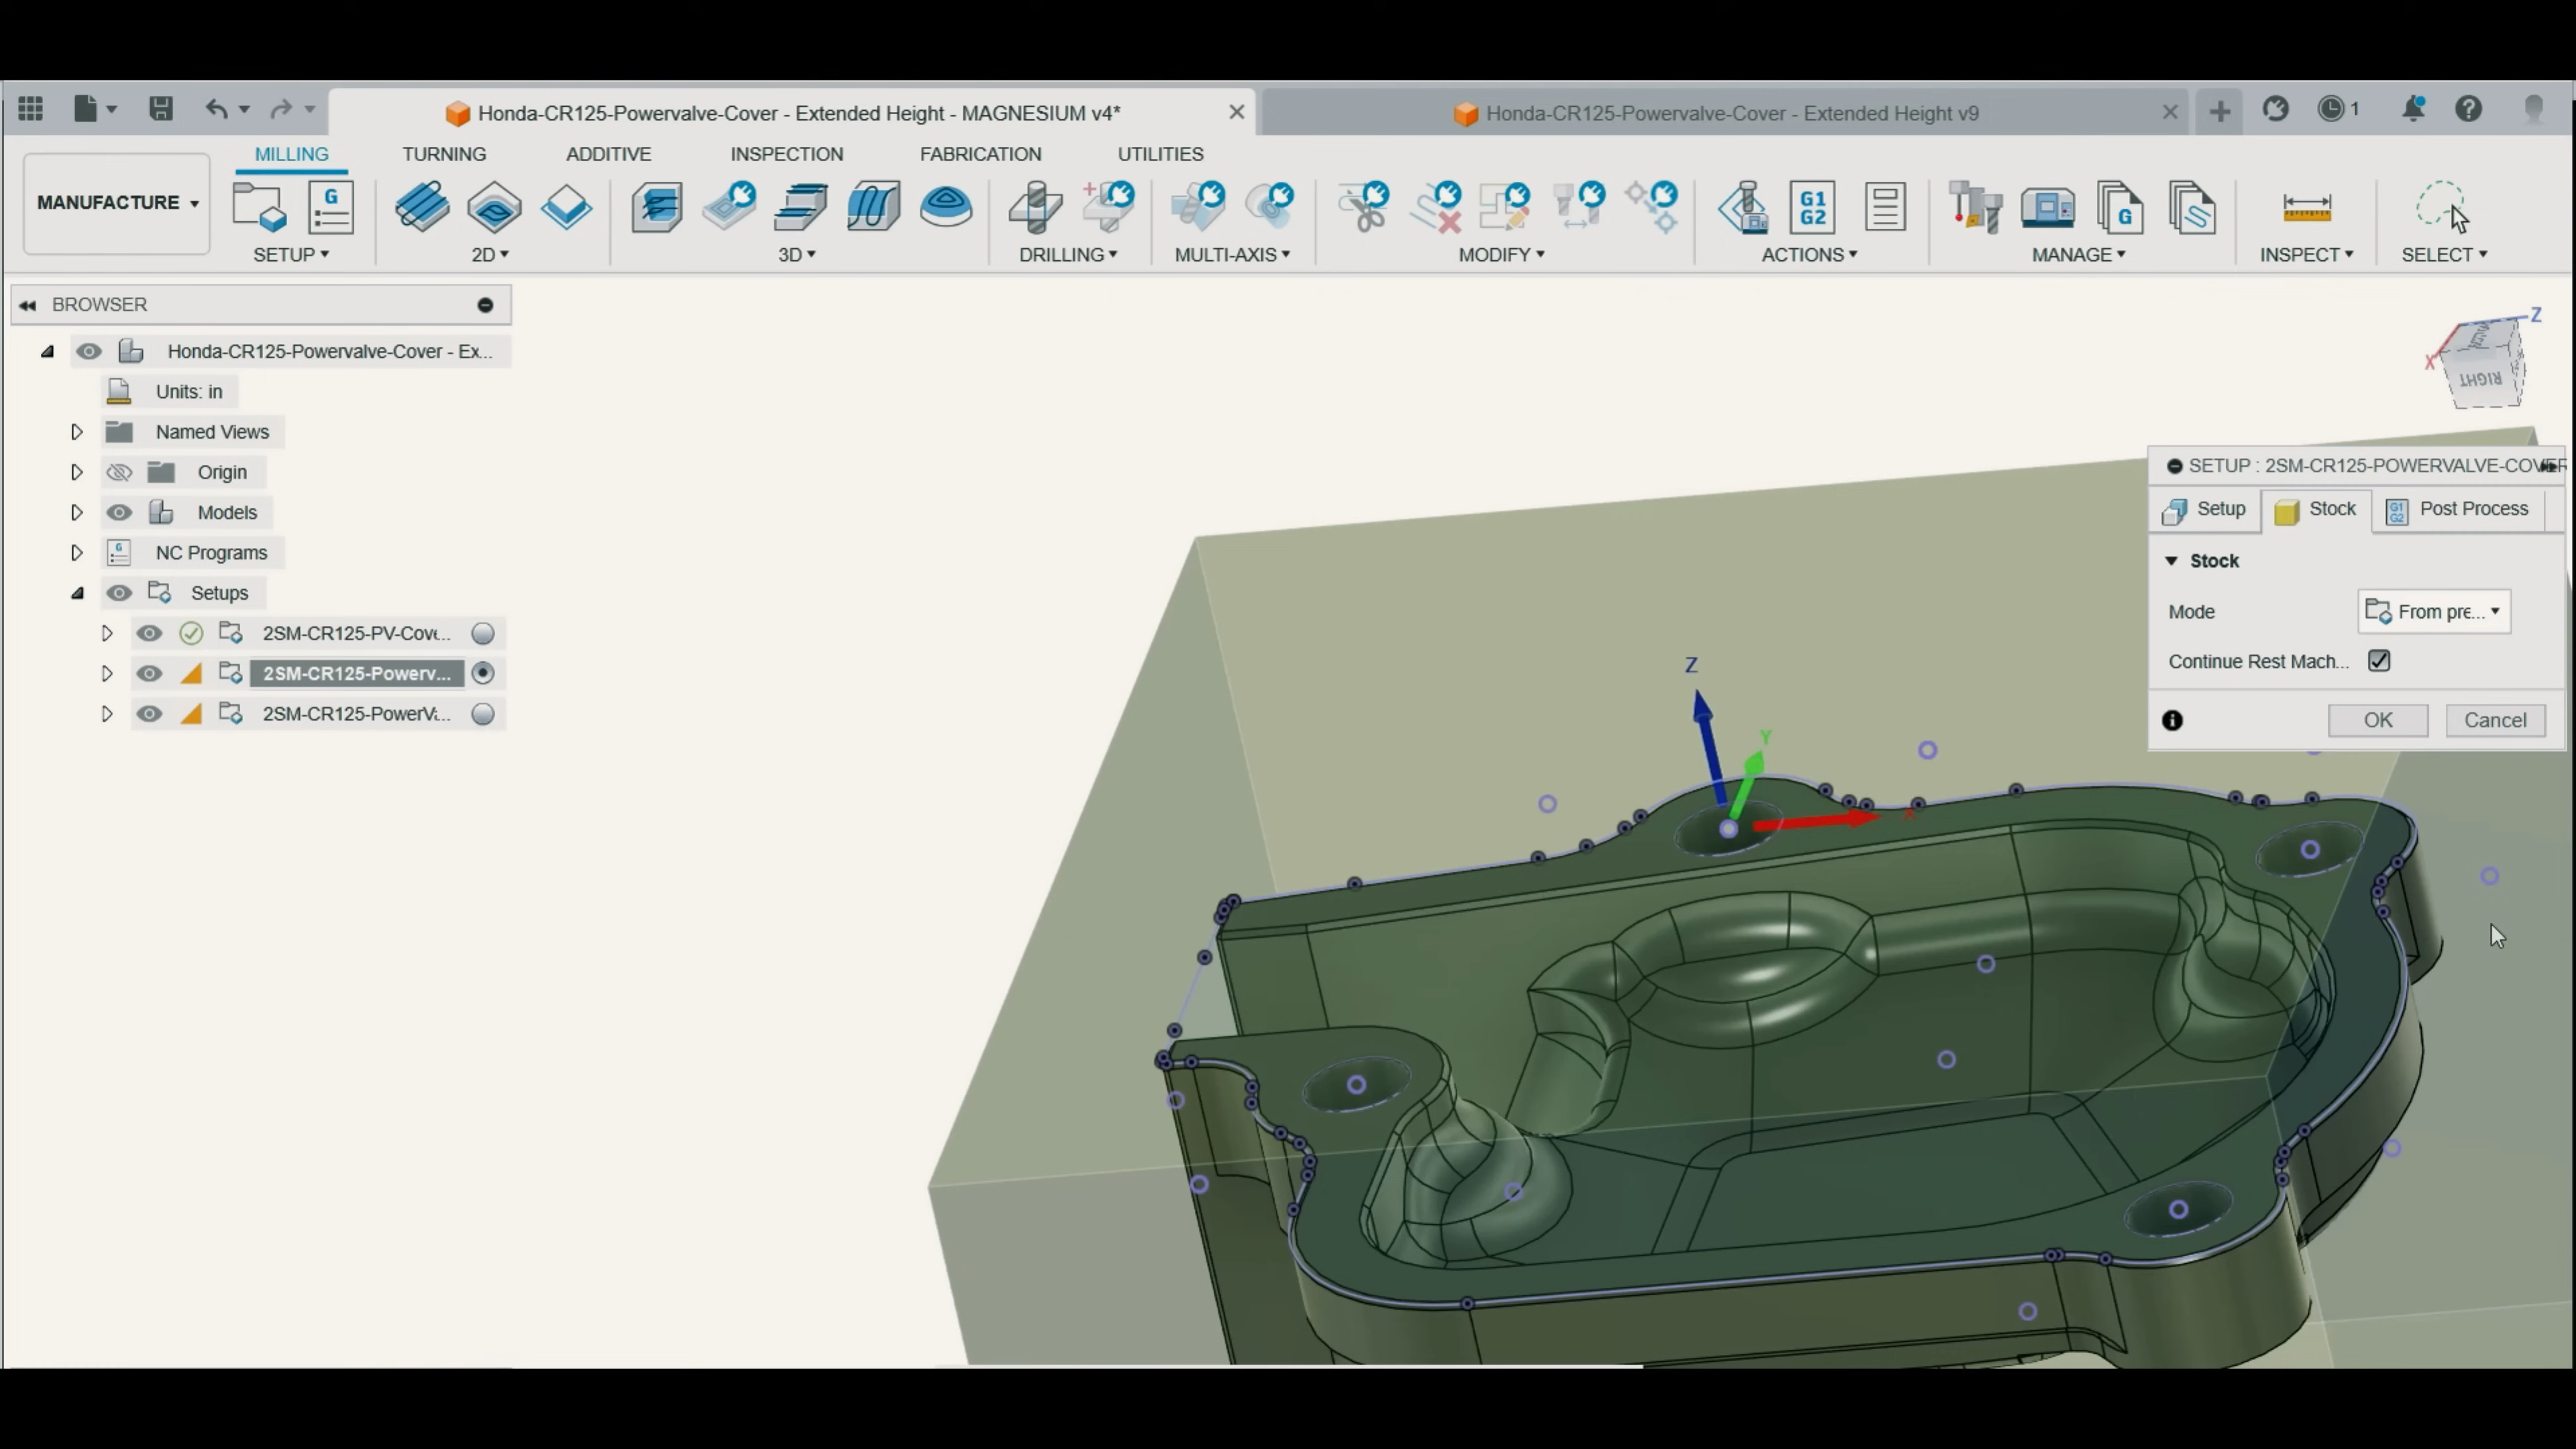 Honda-CR125-Powervalve-Cover - Extended Height - MAGNESIUM v4*
Honda-CR125-Powervalve-Cover - Extended Height v9
1
MANUFACTURE
MILLING
TURNING
ADDITIVE
INSPECTION
FABRICATION
UTILITIES
G
G1
G2
G
SETUP
2D
3D
DRILLING
MULTI-AXIS
MODIFY
ACTIONS
MANAGE
INSPECT
SELECT
BROWSER
Honda-CR125-Powervalve-Cover - Ex...
Units: in
Named Views
Origin
Models
NC Programs
Setups
2SM-CR125-PV-Cove...
2SM-CR125-Powerv...
2SM-CR125-PowerVa...
Z
X
RIGHT
SETUP : 2SM-CR125-POWERVALVE-COVER
Setup
Stock
G1
G2
Post Process
Stock
Mode
From pre...
Continue Rest Mach...
OK
Cancel
Z
Y
X